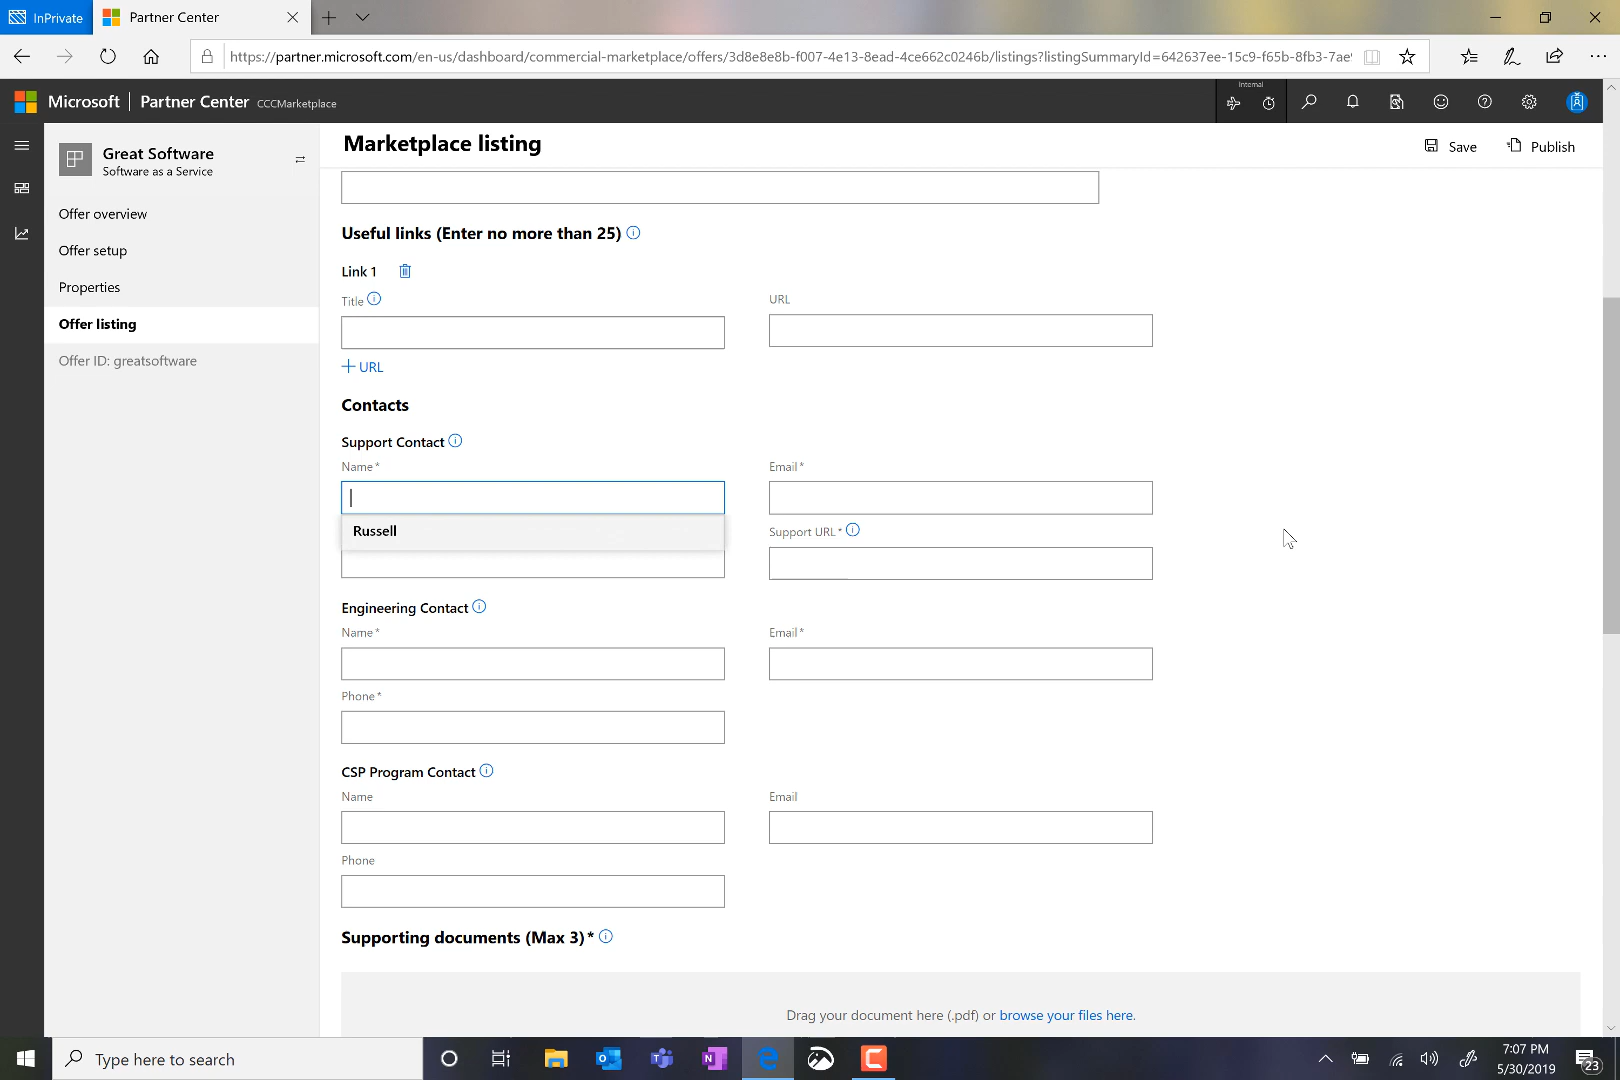 InPrivate
Partner Center
https://partner.microsoft.com/en-us/dashboard/commercial-marketplace/offers/3d8e8e8b-f007-4e13-8ead-4ce662c0246b/listings?listingSummaryId=642637ee-15c9-f65b-8fb3-7ae
Microsoft | Partner Center CCCMarketplace
Internal
Great Software
Software as a Service
Offer overview
Offer setup
Properties
Offer listing
Offer ID: greatsoftware
Marketplace listing
Save
Publish
Useful links (Enter no more than 25)
Link 1
Title
URL
+ URL
Contacts
Support Contact
Name *
Email *
Russell
Support URL *
Engineering Contact
Name *
Email *
Phone *
CSP Program Contact
Name
Email
Phone
Supporting documents (Max 3) *
Drag your document here (.pdf) or browse your files here.
Type here to search
7:07 PM
5/30/2019
23